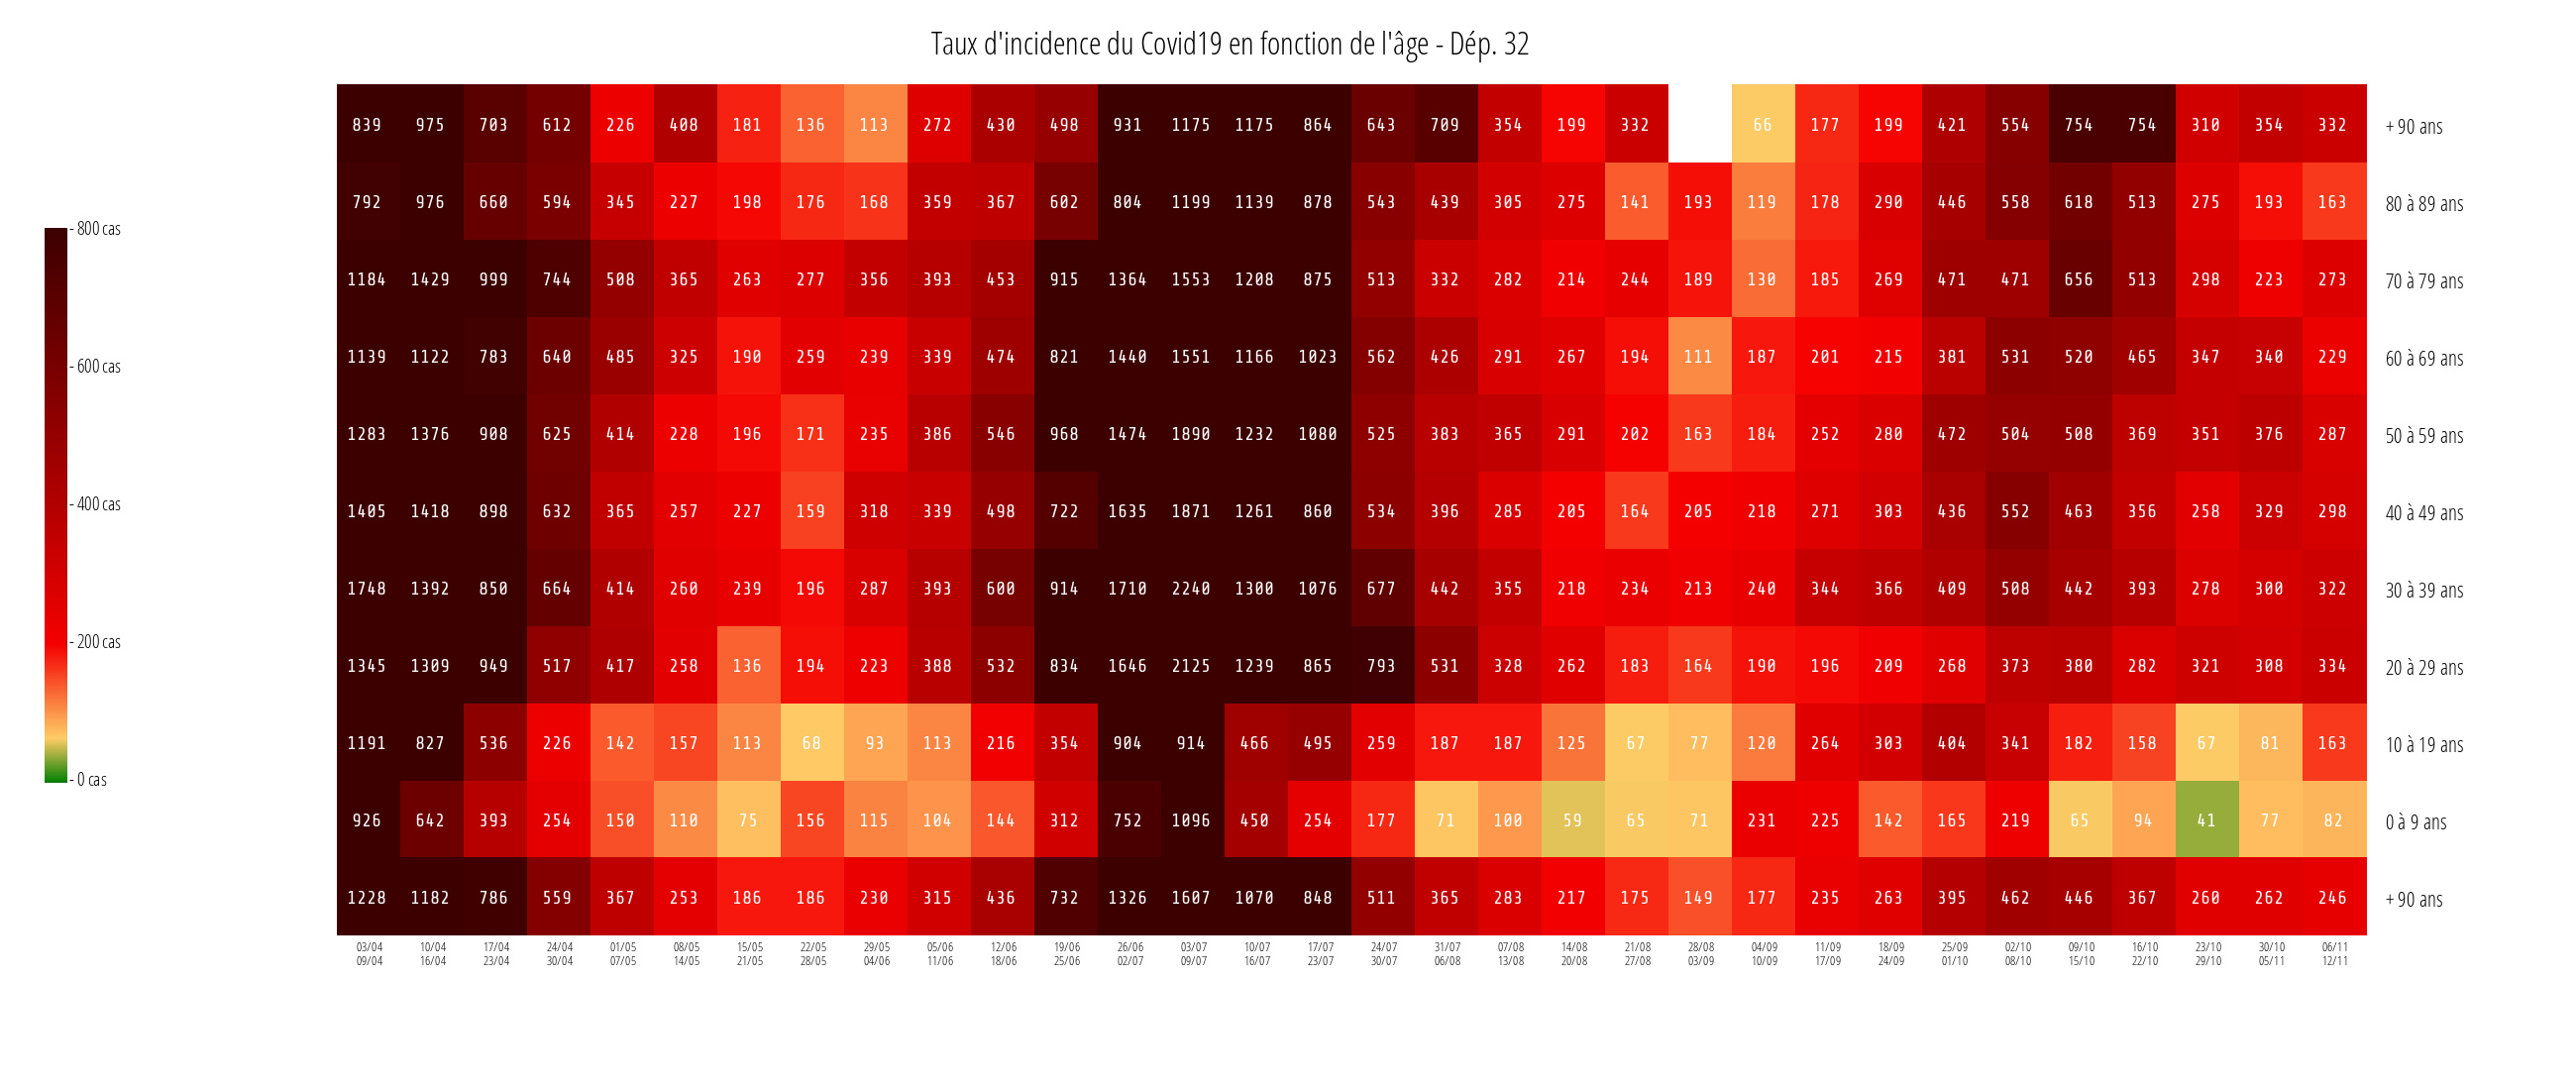 Taux d'incidence du Covid19 en fonction de l'âge - Dép. 32
- 800 cas
- 600 cas
- 400 cas
- 200 cas
- 0 cas
839 975 703 612 226 408 181 136 113 272 430 498 931 1175 1175 864 643 709 354 199 332 66 177 199 421 554 754 754 310 354 332 + 90 ans
792 976 660 594 345 227 198 176 168 359 367 602 804 1199 1139 878 543 439 305 275 141 193 119 178 290 446 558 618 513 275 193 163 80 à 89 ans
1184 1429 999 744 508 365 263 277 356 393 453 915 1364 1553 1208 875 513 332 282 214 244 189 130 185 269 471 471 656 513 298 223 273 70 à 79 ans
1139 1122 783 640 485 325 190 259 239 339 474 821 1440 1551 1166 1023 562 426 291 267 194 111 187 201 215 381 531 520 465 347 340 229 60 à 69 ans
1283 1376 908 625 414 228 196 171 235 386 546 968 1474 1890 1232 1080 525 383 365 291 202 163 184 252 280 472 504 508 369 351 376 287 50 à 59 ans
1405 1418 898 632 365 257 227 159 318 339 498 722 1635 1871 1261 860 534 396 285 205 164 205 218 271 303 436 552 463 356 258 329 298 40 à 49 ans
1748 1392 850 664 414 260 239 196 287 393 600 914 1710 2240 1300 1076 677 442 355 218 234 213 240 344 366 409 508 442 393 278 300 322 30 à 39 ans
1345 1309 949 517 417 258 136 194 223 388 532 834 1646 2125 1239 865 793 531 328 262 183 164 190 196 209 268 373 380 282 321 308 334 20 à 29 ans
1191 827 536 226 142 157 113 68 93 113 216 354 904 914 466 495 259 187 187 125 67 77 120 264 303 404 341 182 158 67 81 163 10 à 19 ans
926 642 393 254 150 110 75 156 115 104 144 312 752 1096 450 254 177 71 100 59 65 71 231 225 142 165 219 65 94 41 77 82 0 à 9 ans
1228 1182 786 559 367 253 186 186 230 315 436 732 1326 1607 1070 848 511 365 283 217 175 149 177 235 263 395 462 446 367 260 262 246 + 90 ans
03/04 10/04 17/04 24/04 01/05 08/05 15/05 22/05 29/05 05/06 12/06 19/06 26/06 03/07 10/07 17/07 24/07 31/07 07/08 14/08 21/08 28/08 04/09 11/09 18/09 25/09 02/10 09/10 16/10 23/10 30/10 06/11
09/04 16/04 23/04 30/04 07/05 14/05 21/05 28/05 04/06 11/06 18/06 25/06 02/07 09/07 16/07 23/07 30/07 06/08 13/08 20/08 27/08 03/09 10/09 17/09 24/09 01/10 08/10 15/10 22/10 29/10 05/11 12/11